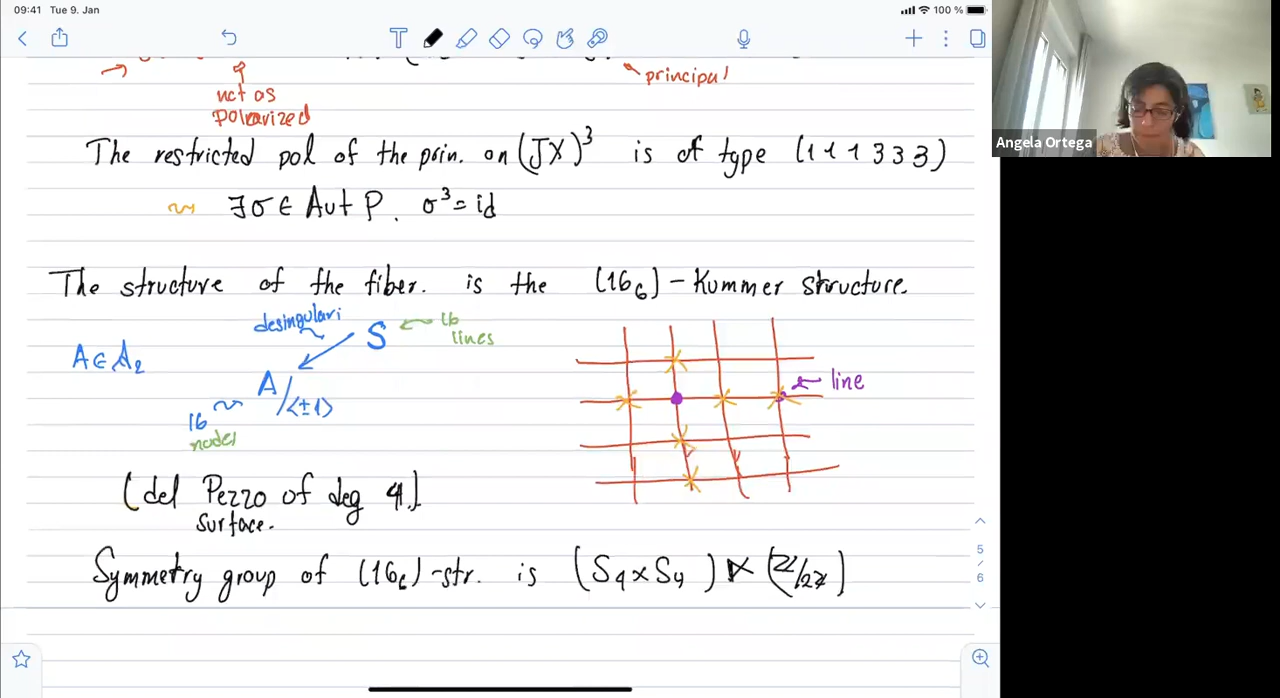 09:41 Tue 9. Jan
100 %
principal
not as
polarized
The restricted pol of the prin. on (JX)³ is of type (1 1 1 3 3 3)
∃σ ∈ Aut P. σ³ = id
The structure of the fiber. is the (16₆) - Kummer structure.
desingulari
S ← 16 lines
A ∈ A₂
A/<±1>
16 nodes
← line
(del Pezzo of deg 4.)
surface.
Symmetry group of (16₆)-str. is (S₄ × S₄) ⋊ (Z/2Z)
Angela Ortega
5
6